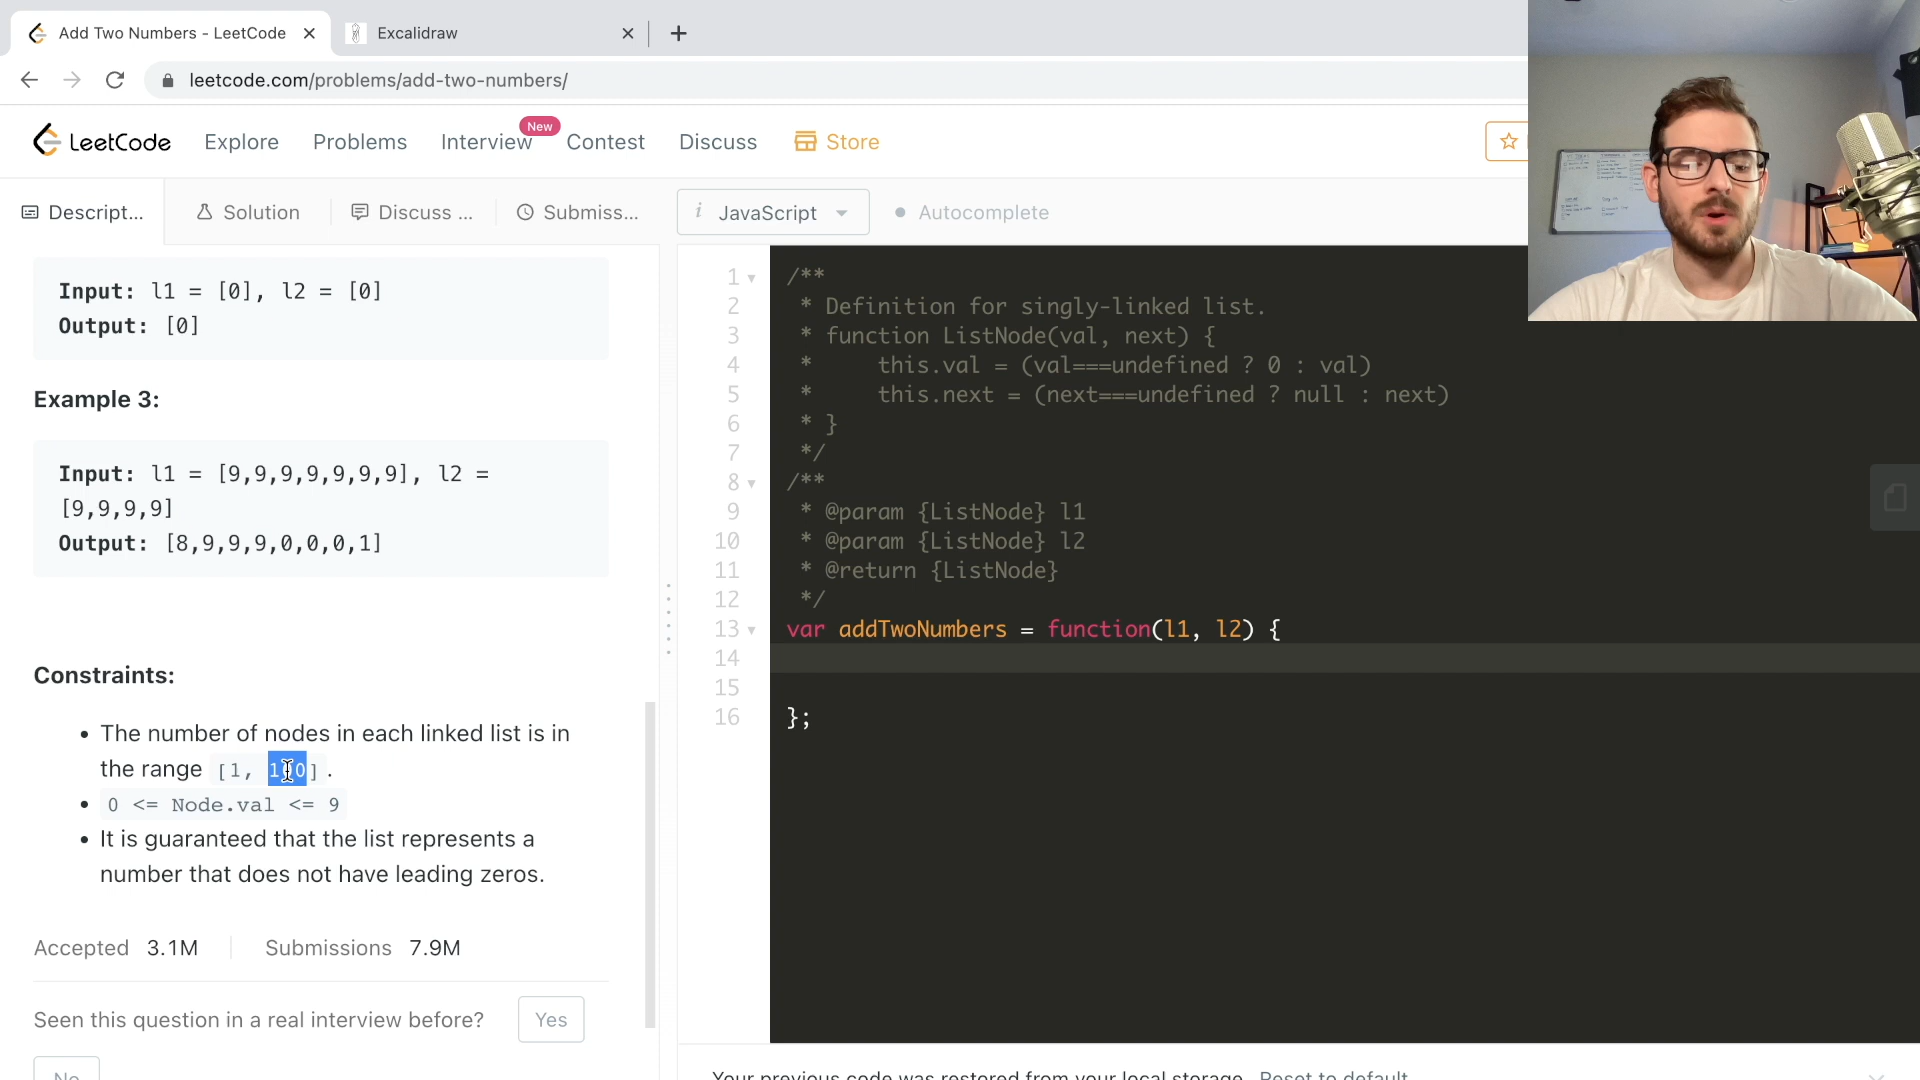 Add Two Numbers - LeetCode
Excalidraw
leetcode.com/problems/add-two-numbers/
LeetCode
Explore
Problems
Interview
New
Contest
Discuss
Store
Descript...
Solution
Discuss ...
Submiss...
i JavaScript
Autocomplete
Input: l1 = [0], l2 = [0]
Output: [0]
Example 3:
Input: l1 = [9,9,9,9,9,9,9], l2 =
[9,9,9,9]
Output: [8,9,9,9,0,0,0,1]
Constraints:
• The number of nodes in each linked list is in
the range [1, 100].
• 0 <= Node.val <= 9
• It is guaranteed that the list represents a
number that does not have leading zeros.
Accepted 3.1M
Submissions 7.9M
Seen this question in a real interview before?
Yes
No
1 /**
2 * Definition for singly-linked list.
3 * function ListNode(val, next) {
4 *     this.val = (val===undefined ? 0 : val)
5 *     this.next = (next===undefined ? null : next)
6 * }
7 */
8 /**
9 * @param {ListNode} l1
10 * @param {ListNode} l2
11 * @return {ListNode}
12 */
13 var addTwoNumbers = function(l1, l2) {
14
15
16 };
Your previous code was restored from your local storage. Reset to default